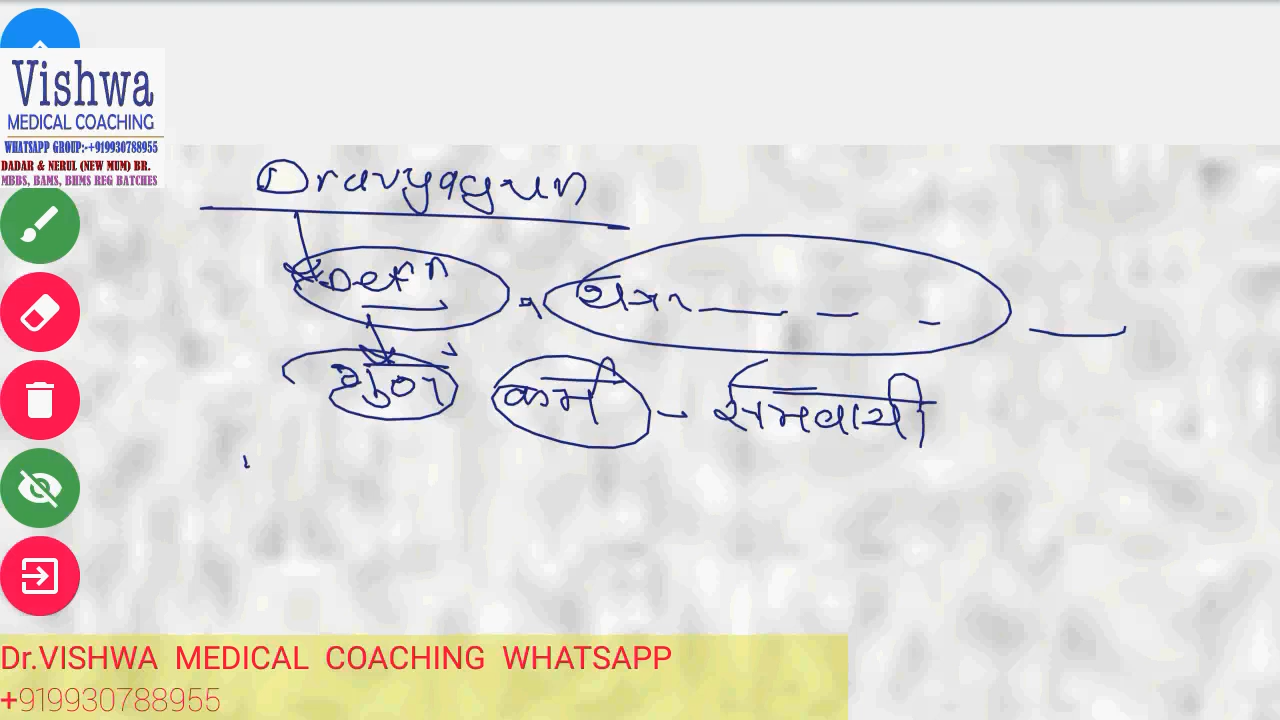 Vishwa
MEDICAL COACHING
WHATSAPP GROUP:-+919930788955
DADAR & NERUL (NEW MUM) BR.
MBBS, BAMS, BHMS REG BATCHES
Dravyagun
Defn
कर्म - समवायी
Dr.VISHWA MEDICAL COACHING WHATSAPP
+919930788955